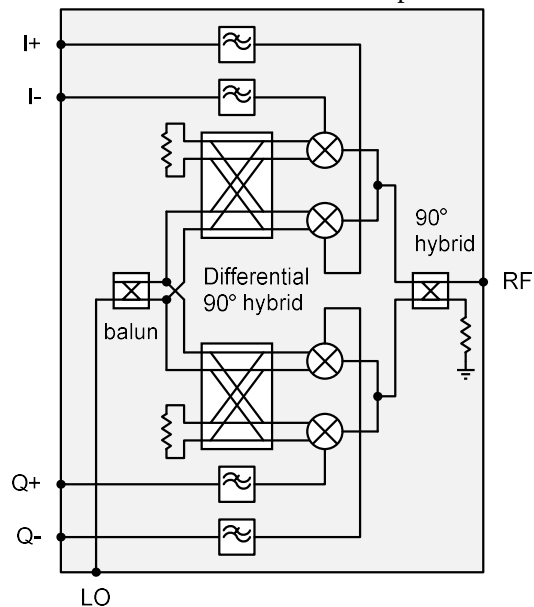 I+
I-
90°
hybrid
RF
Differential
90° hybrid
balun
Q+
Q-
LO